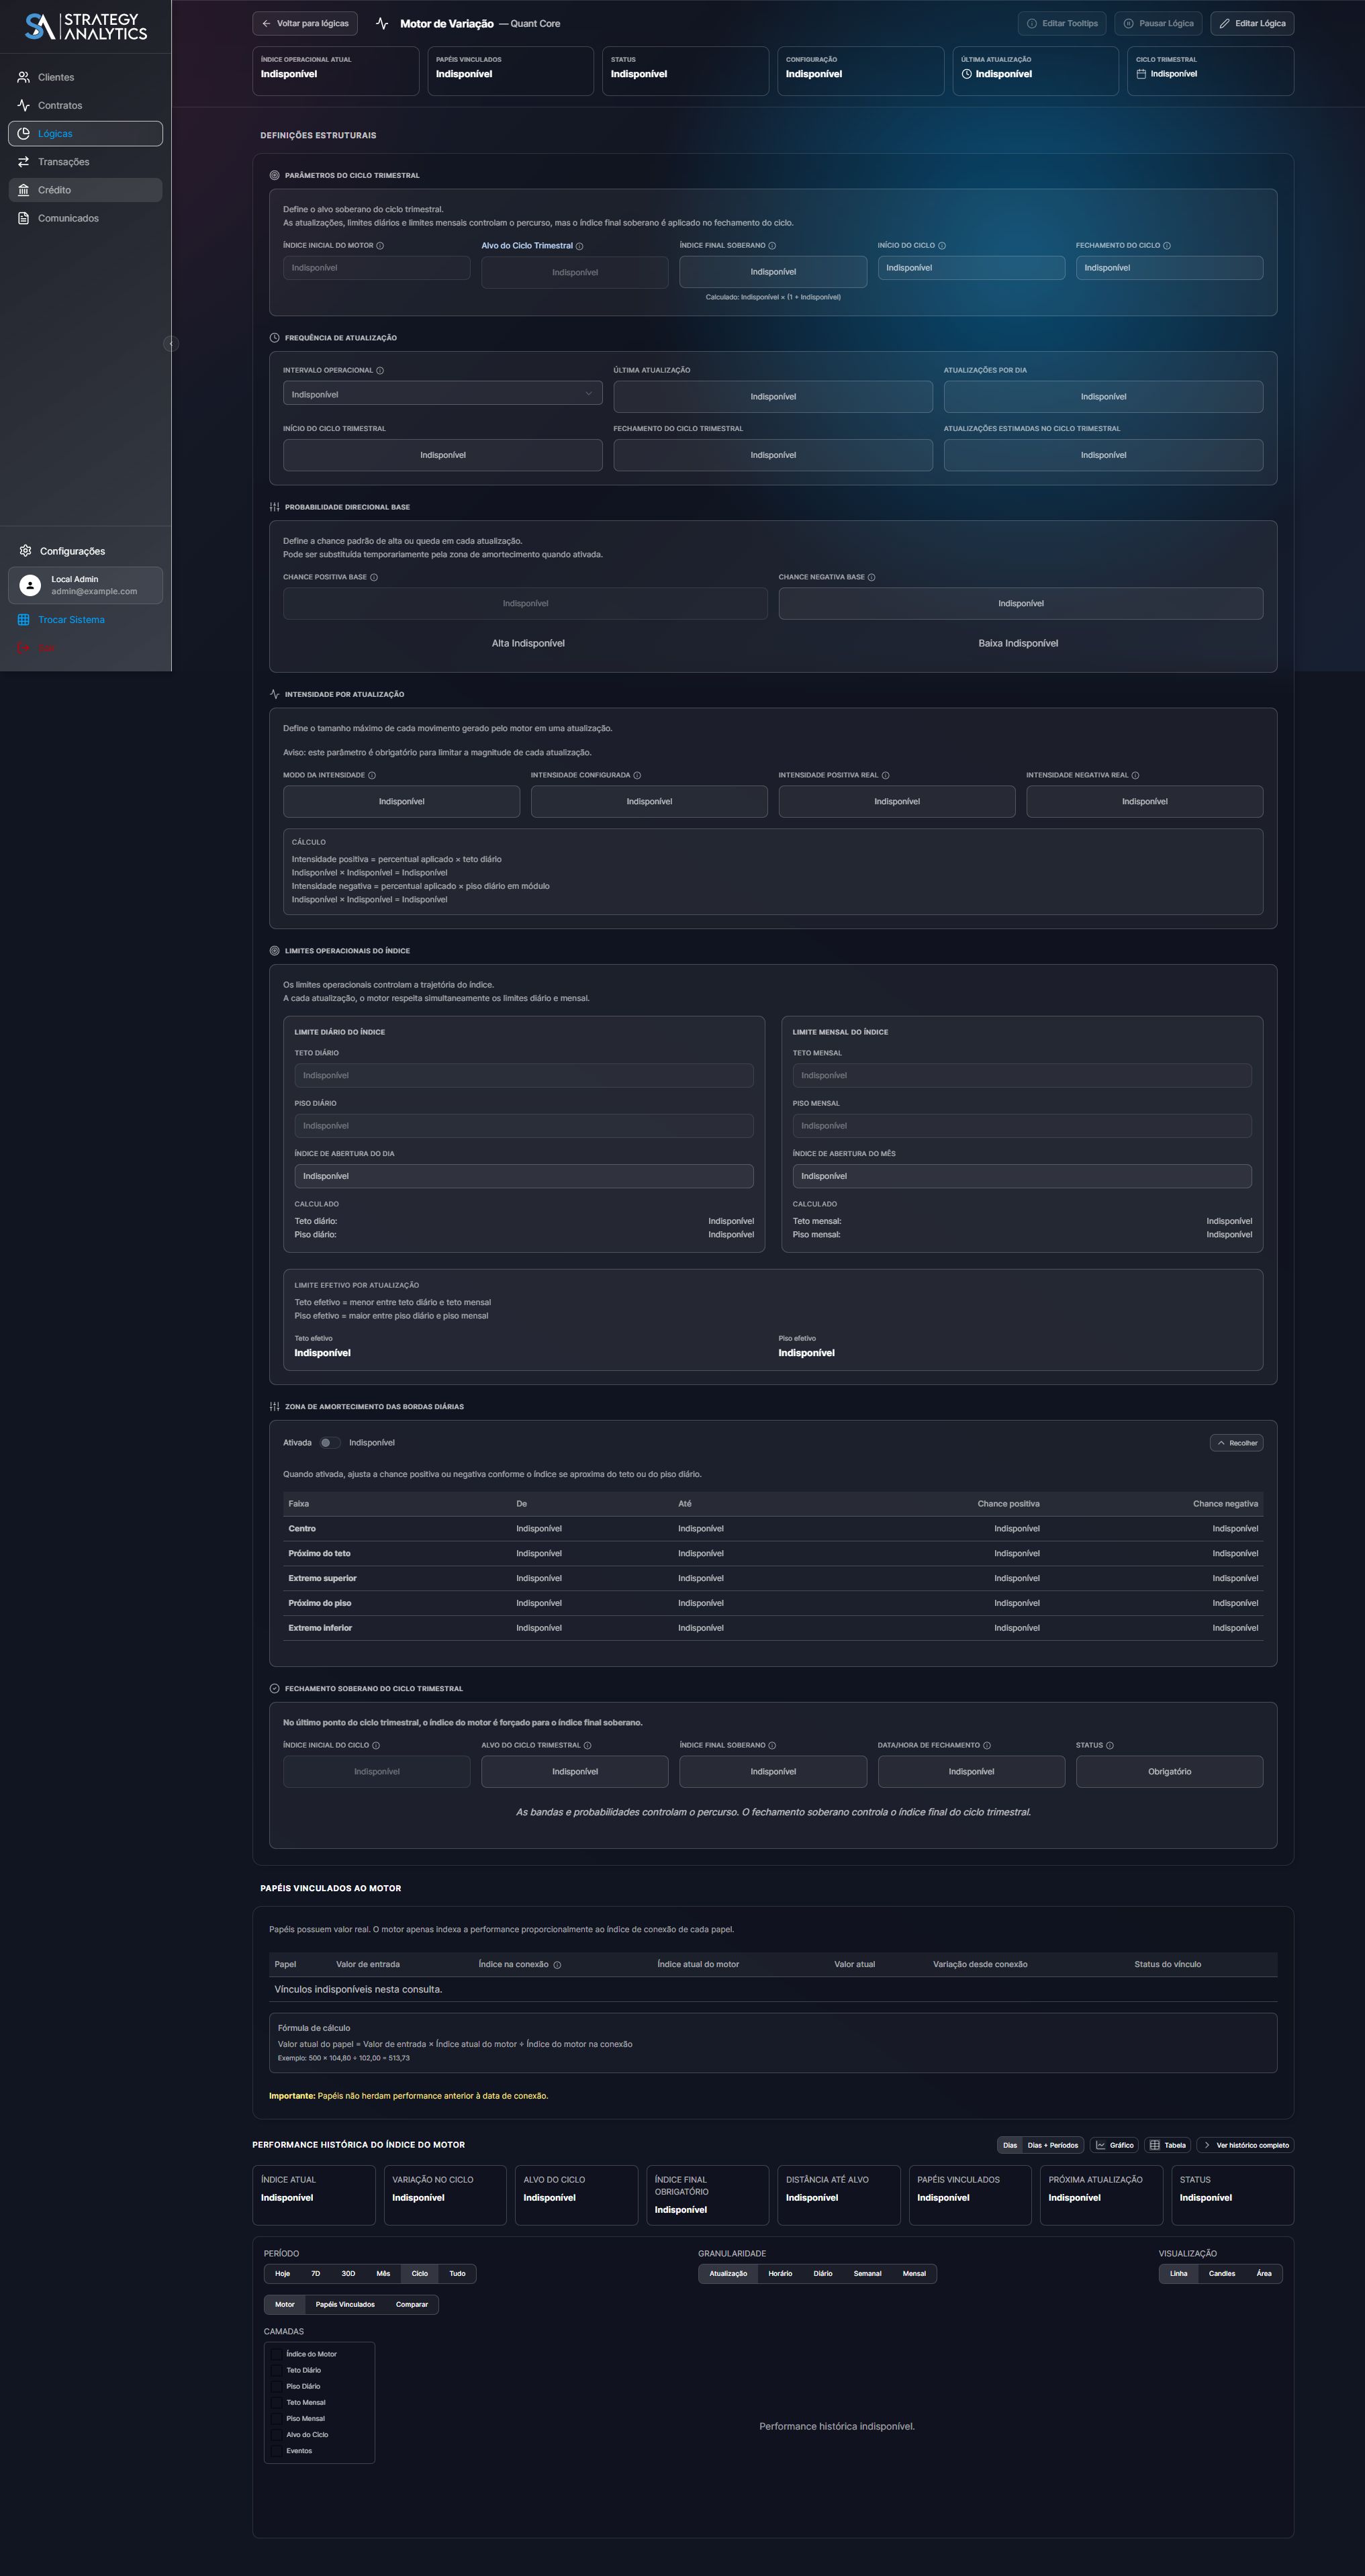 STRATEGY
ANALYTICS
Clientes
Contratos
Lógicas
Transações
Crédito
Comunicados
Configurações
Local Admin
admin@example.com
Trocar Sistema
Voltar para lógicas
Motor de Variação — Quant Core
Editar Tooltips
Pausar Lógica
Editar Lógica
ÍNDICE OPERACIONAL ATUAL
Indisponível
PAPÉIS VINCULADOS
Indisponível
STATUS
Indisponível
CONFIGURAÇÃO
Indisponível
ÚLTIMA ATUALIZAÇÃO
Indisponível
CICLO TRIMESTRAL
Indisponível
DEFINIÇÕES ESTRUTURAIS
PARÂMETROS DO CICLO TRIMESTRAL
Define o alvo soberano do ciclo trimestral.
As atualizações, limites diários e limites mensais controlam o percurso, mas o índice final soberano é aplicado no fechamento do ciclo.
ÍNDICE INICIAL DO MOTOR
Indisponível
Alvo do Ciclo Trimestral
Indisponível
ÍNDICE FINAL SOBERANO
Indisponível
Calculado: Indisponível × (1 + Indisponível)
INÍCIO DO CICLO
Indisponível
FECHAMENTO DO CICLO
Indisponível
FREQUÊNCIA DE ATUALIZAÇÃO
INTERVALO OPERACIONAL
Indisponível
ÚLTIMA ATUALIZAÇÃO
Indisponível
ATUALIZAÇÕES POR DIA
Indisponível
INÍCIO DO CICLO TRIMESTRAL
Indisponível
FECHAMENTO DO CICLO TRIMESTRAL
Indisponível
ATUALIZAÇÕES ESTIMADAS NO CICLO TRIMESTRAL
Indisponível
PROBABILIDADE DIRECIONAL BASE
Define a chance padrão de alta ou queda em cada atualização.
Pode ser substituída temporariamente pela zona de amortecimento quando ativada.
CHANCE POSITIVA BASE
Indisponível
CHANCE NEGATIVA BASE
Indisponível
Alta Indisponível
Baixa Indisponível
INTENSIDADE POR ATUALIZAÇÃO
Define o tamanho máximo de cada movimento gerado pelo motor em uma atualização.
Aviso: este parâmetro é obrigatório para limitar a magnitude de cada atualização.
MODO DA INTENSIDADE
Indisponível
INTENSIDADE CONFIGURADA
Indisponível
INTENSIDADE POSITIVA REAL
Indisponível
INTENSIDADE NEGATIVA REAL
Indisponível
CÁLCULO
Intensidade positiva = percentual aplicado × teto diário
Indisponível × Indisponível = Indisponível
Intensidade negativa = percentual aplicado × piso diário em módulo
Indisponível × Indisponível = Indisponível
LIMITES OPERACIONAIS DO ÍNDICE
Os limites operacionais controlam a trajetória do índice.
A cada atualização, o motor respeita simultaneamente os limites diário e mensal.
LIMITE DIÁRIO DO ÍNDICE
TETO DIÁRIO
Indisponível
PISO DIÁRIO
Indisponível
ÍNDICE DE ABERTURA DO DIA
Indisponível
CALCULADO
Teto diário: Indisponível
Piso diário: Indisponível
LIMITE MENSAL DO ÍNDICE
TETO MENSAL
Indisponível
PISO MENSAL
Indisponível
ÍNDICE DE ABERTURA DO MÊS
Indisponível
CALCULADO
Teto mensal: Indisponível
Piso mensal: Indisponível
LIMITE EFETIVO POR ATUALIZAÇÃO
Teto efetivo = menor entre teto diário e teto mensal
Piso efetivo = maior entre piso diário e piso mensal
Teto efetivo
Indisponível
Piso efetivo
Indisponível
ZONA DE AMORTECIMENTO DAS BORDAS DIÁRIAS
Ativada Indisponível
Recolher
Quando ativada, ajusta a chance positiva ou negativa conforme o índice se aproxima do teto ou do piso diário.
Faixa De Até Chance positiva Chance negativa
Centro Indisponível Indisponível Indisponível Indisponível
Próximo do teto Indisponível Indisponível Indisponível Indisponível
Extremo superior Indisponível Indisponível Indisponível Indisponível
Próximo do piso Indisponível Indisponível Indisponível Indisponível
Extremo inferior Indisponível Indisponível Indisponível Indisponível
FECHAMENTO SOBERANO DO CICLO TRIMESTRAL
No último ponto do ciclo trimestral, o índice do motor é forçado para o índice final soberano.
ÍNDICE INICIAL DO CICLO
Indisponível
ALVO DO CICLO TRIMESTRAL
Indisponível
ÍNDICE FINAL SOBERANO
Indisponível
DATA/HORA DE FECHAMENTO
Indisponível
STATUS
Obrigatório
As bandas e probabilidades controlam o percurso. O fechamento soberano controla o índice final do ciclo trimestral.
PAPÉIS VINCULADOS AO MOTOR
Papéis possuem valor real. O motor apenas indexa a performance proporcionalmente ao índice de conexão de cada papel.
Papel Valor de entrada Índice na conexão Índice atual do motor Valor atual Variação desde conexão Status do vínculo
Vínculos indisponíveis nesta consulta.
Fórmula de cálculo
Valor atual do papel = Valor de entrada × Índice atual do motor ÷ Índice do motor na conexão
Exemplo: 500 × 104,80 ÷ 102,00 = 513,73
Importante: Papéis não herdam performance anterior à data de conexão.
PERFORMANCE HISTÓRICA DO ÍNDICE DO MOTOR
Dias
Dias + Períodos
Gráfico
Tabela
Ver histórico completo
ÍNDICE ATUAL
Indisponível
VARIAÇÃO NO CICLO
Indisponível
ALVO DO CICLO
Indisponível
ÍNDICE FINAL
OBRIGATÓRIO
Indisponível
DISTÂNCIA ATÉ ALVO
Indisponível
PAPÉIS VINCULADOS
Indisponível
PRÓXIMA ATUALIZAÇÃO
Indisponível
STATUS
Indisponível
PERÍODO
Hoje 7D 30D Mês Ciclo Tudo
GRANULARIDADE
Atualização Horário Diário Semanal Mensal
VISUALIZAÇÃO
Linha Candles Área
Motor Papéis Vinculados Comparar
CAMADAS
Índice do Motor
Teto Diário
Piso Diário
Teto Mensal
Piso Mensal
Alvo do Ciclo
Eventos
Performance histórica indisponível.